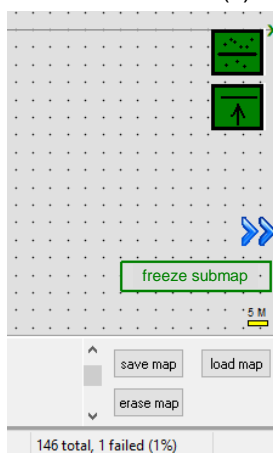 freeze submap
5 M
save map
load map
erase map
146 total, 1 failed (1%)